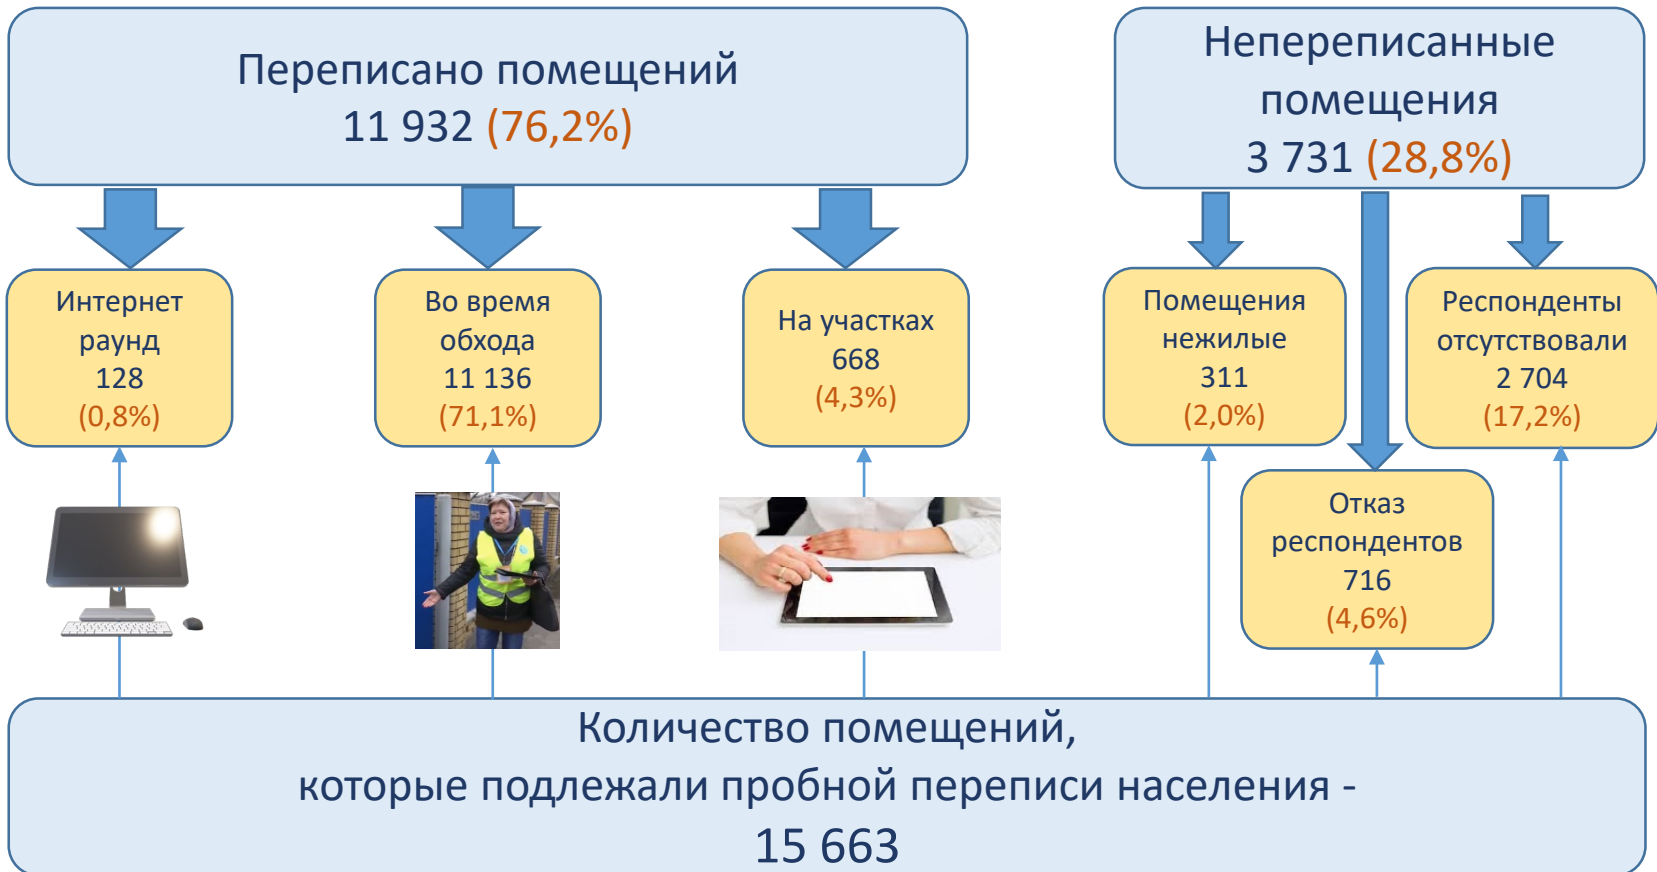 Переписано помещений
11 932 (76,2%)
Непереписанные
помещения
3 731 (28,8%)
Интернет
раунд
128
(0,8%)
Во время
обхода
11 136
(71,1%)
На участках
668
(4,3%)
Помещения
нежилые
311
(2,0%)
Респонденты
отсутствовали
2 704
(17,2%)
Отказ
респондентов
716
(4,6%)
Количество помещений,
которые подлежали пробной переписи населения -
15 663